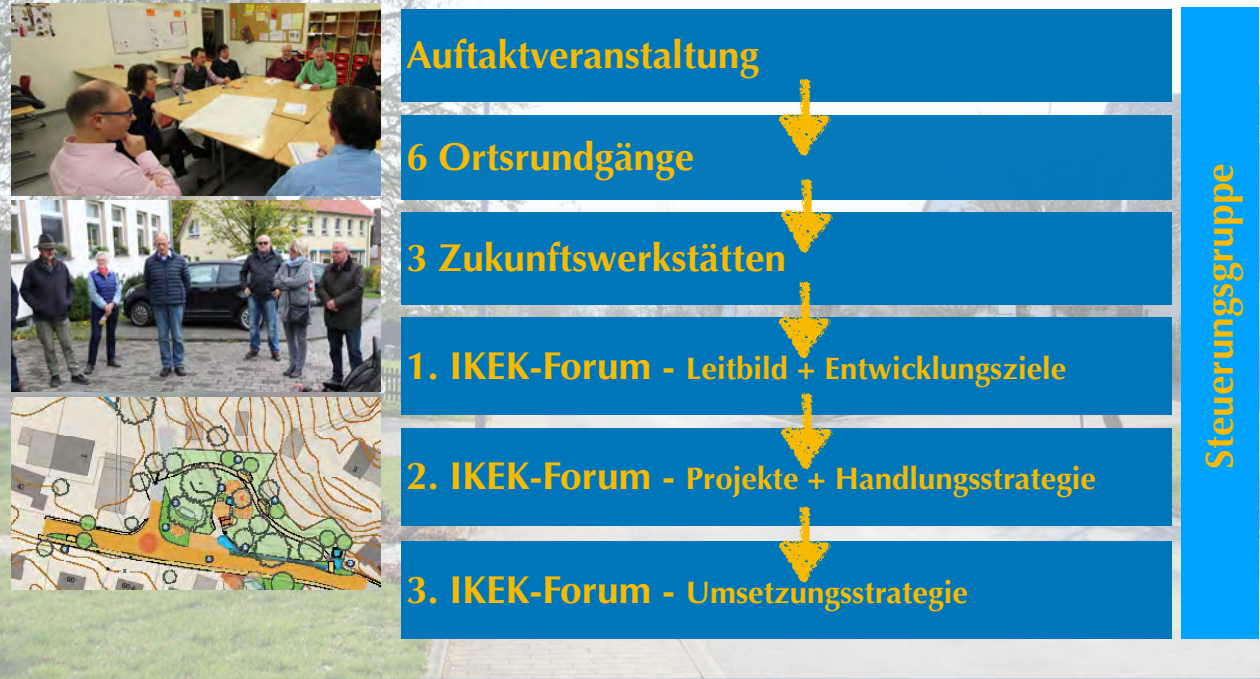 Auftaktveranstaltung
6 Ortsrundgänge
3 Zukunftswerkstätten
1. IKEK-Forum - Leitbild + Entwicklungsziele
2. IKEK-Forum - Projekte + Handlungsstrategie
3. IKEK-Forum - Umsetzungsstrategie
Steuerungsgruppe